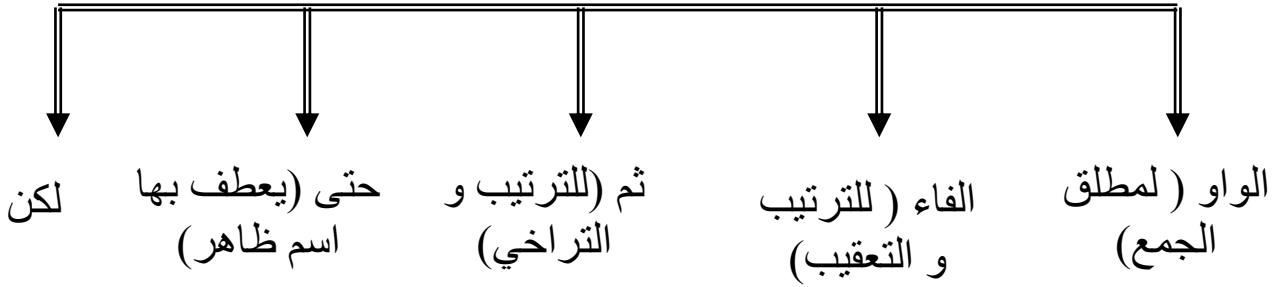 الواو ( لمطلق
الجمع)
الفاء ( للترتيب
و التعقيب)
ثم (للترتيب و
التراخي)
حتى (يعطف بها
اسم ظاهر)
لكن